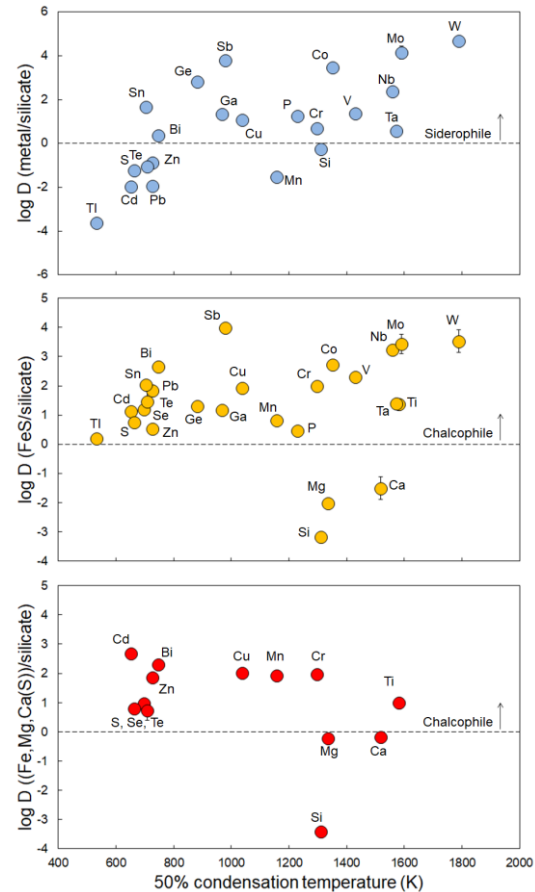 log D (metal/silicate)
6
4
2
0
-2
-4
6
W
Mo
Sb
Co
Ge
Nb
Sn
Ga
P
V
Cr
Ta
Bi
Cu
Siderophile
S
Te
Zn
Si
Cd
Pb
Mn
Tl
log D (FeS/silicate)
5
4
3
2
1
0
-1
-2
-3
-4
Sb
W
Mo
Nb
Bi
Co
Sn
Pb
Cu
Cr
V
Cd
Te
Mn
Ta
Ti
Tl
Se
Ge
Ga
P
Chalcophile
S
Zn
Mg
Ca
Si
log D ((Fe,Mg,Ca(S))/silicate)
5
4
3
2
1
0
-1
-2
-3
-4
Cd
Bi
Cu
Mn
Cr
Zn
Ti
S, Se, Te
Chalcophile
Mg
Ca
Si
400
600
800
1000
1200
1400
1600
1800
2000
50% condensation temperature (K)